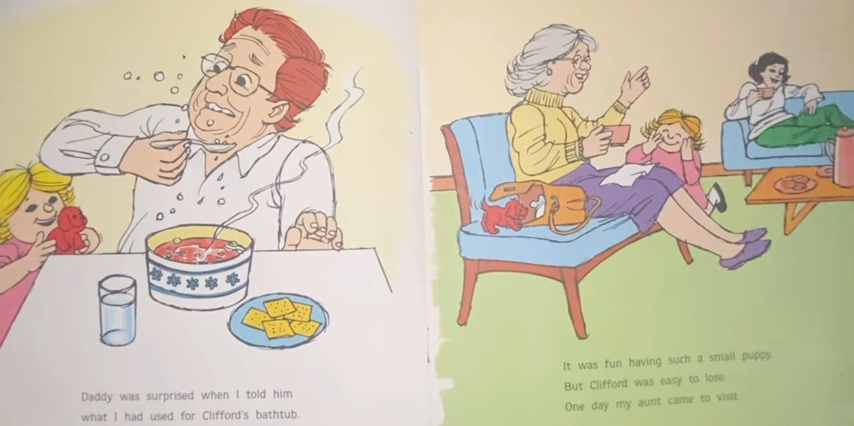 Daddy was surprised when I told him
what I had used for Clifford's bathtub.
It was fun having such a small puppy.
But Clifford was easy to lose.
One day my aunt came to visit.